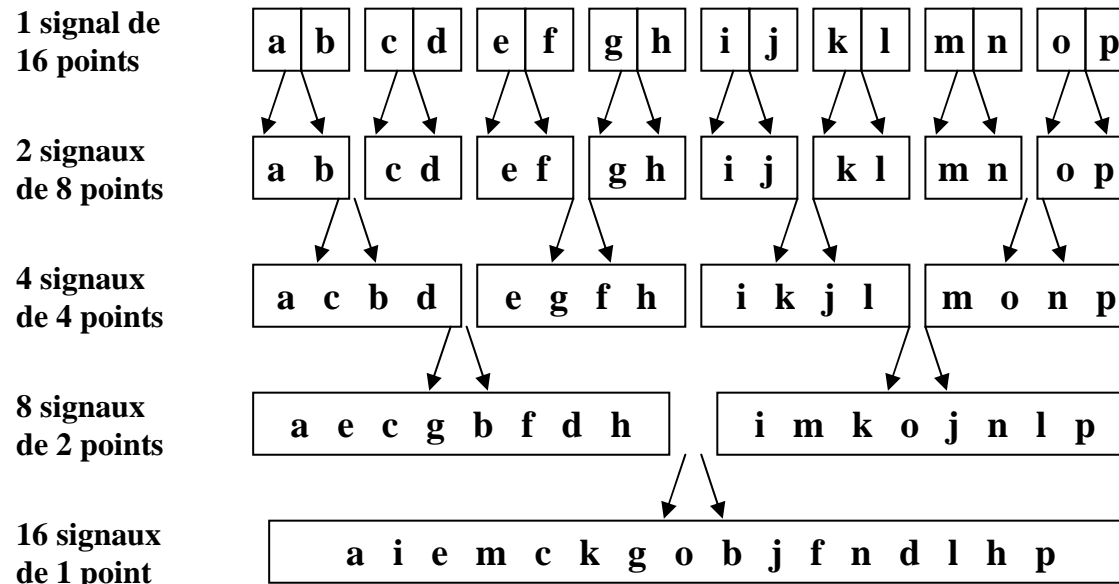 1 signal de
16 points
a b c d e f g h i j k l m n o p
2 signaux
de 8 points
a b c d e f g h i j k l m n o p
4 signaux
de 4 points
a c b d e g f h i k j l m o n p
8 signaux
de 2 points
a e c g b f d h i m k o j n l p
16 signaux
de 1 point
a i e m c k g o b j f n d l h p